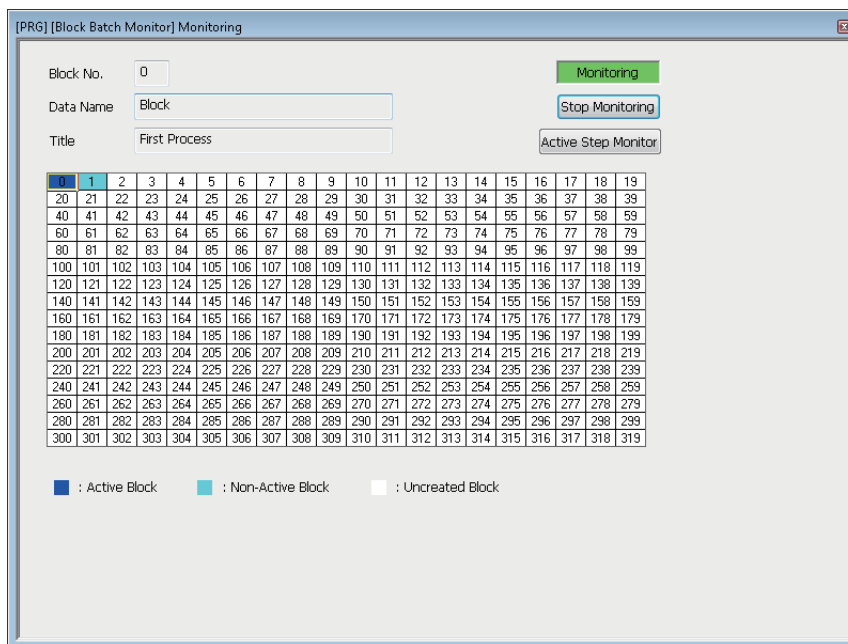 [PRG] [Block Batch Monitor] Monitoring
Block No. 0 Monitoring
Data Name Block Stop Monitoring
Title First Process Active Step Monitor
0 1 2 3 4 5 6 7 8 9 10 11 12 13 14 15 16 17 18 19
20 21 22 23 24 25 26 27 28 29 30 31 32 33 34 35 36 37 38 39
40 41 42 43 44 45 46 47 48 49 50 51 52 53 54 55 56 57 58 59
60 61 62 63 64 65 66 67 68 69 70 71 72 73 74 75 76 77 78 79
80 81 82 83 84 85 86 87 88 89 90 91 92 93 94 95 96 97 98 99
100 101 102 103 104 105 106 107 108 109 110 111 112 113 114 115 116 117 118 119
120 121 122 123 124 125 126 127 128 129 130 131 132 133 134 135 136 137 138 139
140 141 142 143 144 145 146 147 148 149 150 151 152 153 154 155 156 157 158 159
160 161 162 163 164 165 166 167 168 169 170 171 172 173 174 175 176 177 178 179
180 181 182 183 184 185 186 187 188 189 190 191 192 193 194 195 196 197 198 199
200 201 202 203 204 205 206 207 208 209 210 211 212 213 214 215 216 217 218 219
220 221 222 223 224 225 226 227 228 229 230 231 232 233 234 235 236 237 238 239
240 241 242 243 244 245 246 247 248 249 250 251 252 253 254 255 256 257 258 259
260 261 262 263 264 265 266 267 268 269 270 271 272 273 274 275 276 277 278 279
280 281 282 283 284 285 286 287 288 289 290 291 292 293 294 295 296 297 298 299
300 301 302 303 304 305 306 307 308 309 310 311 312 313 314 315 316 317 318 319
: Active Block : Non-Active Block : Uncreated Block